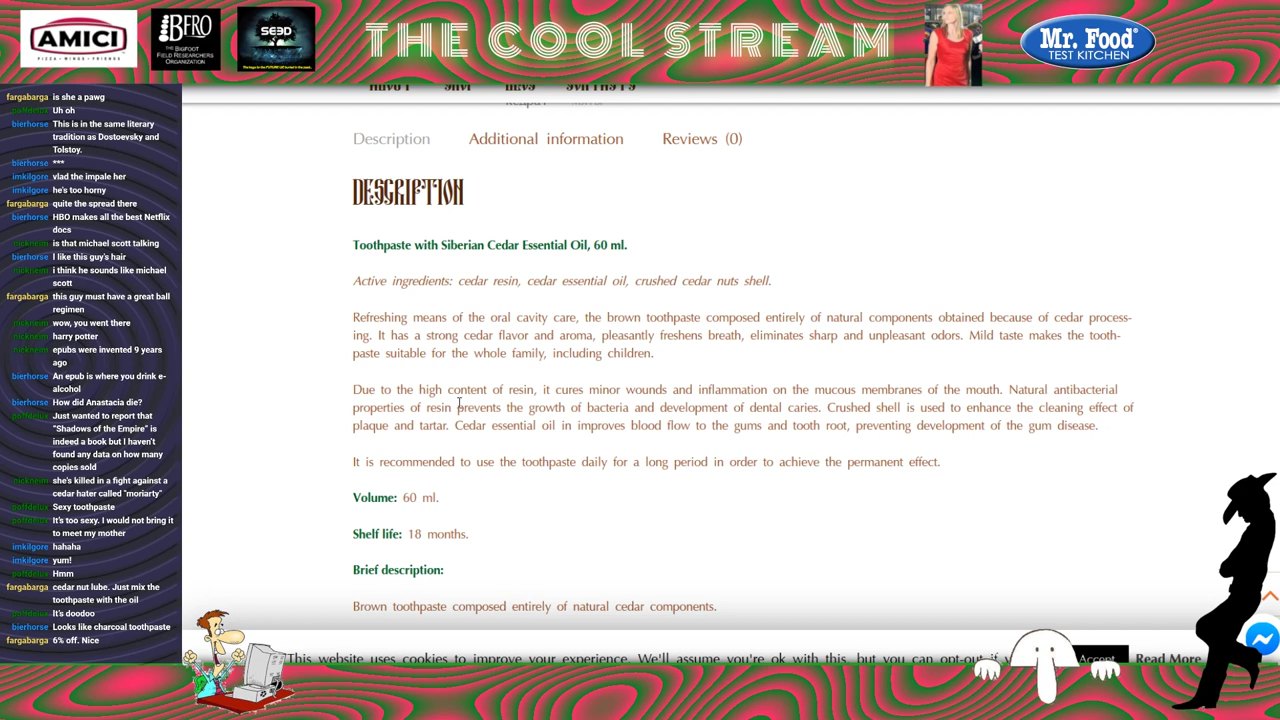 AMICI
PIZZA • WINGS • FRIENDS
BFRO
THE BIGFOOT
FIELD RESEARCHERS
ORGANIZATION
SEED
THE COOL STREAM
Mr. Food
TEST KITCHEN
fargabarga is she a pawg
poffdelux Uh oh
bierhorse This is in the same literary
tradition as Dostoevsky and
Tolstoy.
bierhorse ***
imkilgore vlad the impale her
imkilgore he's too horny
fargabarga quite the spread there
bierhorse HBO makes all the best Netflix
docs
nickneim is that michael scott talking
bierhorse I like this guy's hair
nickneim i think he sounds like michael
scott
fargabarga this guy must have a great ball
regimen
nickneim wow, you went there
nickneim harry potter
nickneim epubs were invented 9 years
ago
bierhorse An epub is where you drink e-
alcohol
bierhorse How did Anastacia die?
poffdelux Just wanted to report that
“Shadows of the Empire” is
indeed a book but I haven't
found any data on how many
copies sold
nickneim she's killed in a fight against a
cedar hater called "moriarty"
poffdelux Sexy toothpaste
poffdelux It's too sexy. I would not bring it
to meet my mother
imkilgore hahaha
imkilgore yum!
poffdelux Hmm
fargabarga cedar nut lube. Just mix the
toothpaste with the oil
poffdelux It's doodoo
bierhorse Looks like charcoal toothpaste
fargabarga 6% off. Nice
Description Additional information Reviews (0)
DESCRIPTION
Toothpaste with Siberian Cedar Essential Oil, 60 ml.
Active ingredients: cedar resin, cedar essential oil, crushed cedar nuts shell.
Refreshing means of the oral cavity care, the brown toothpaste composed entirely of natural components obtained because of cedar process-
ing. It has a strong cedar flavor and aroma, pleasantly freshens breath, eliminates sharp and unpleasant odors. Mild taste makes the tooth-
paste suitable for the whole family, including children.
Due to the high content of resin, it cures minor wounds and inflammation on the mucous membranes of the mouth. Natural antibacterial
properties of resin prevents the growth of bacteria and development of dental caries. Crushed shell is used to enhance the cleaning effect of
plaque and tartar. Cedar essential oil in improves blood flow to the gums and tooth root, preventing development of the gum disease.
It is recommended to use the toothpaste daily for a long period in order to achieve the permanent effect.
Volume: 60 ml.
Shelf life: 18 months.
Brief description:
Brown toothpaste composed entirely of natural cedar components.
This website uses cookies to improve your experience. We'll assume you're ok with this, but you can opt-out if Accept Read More